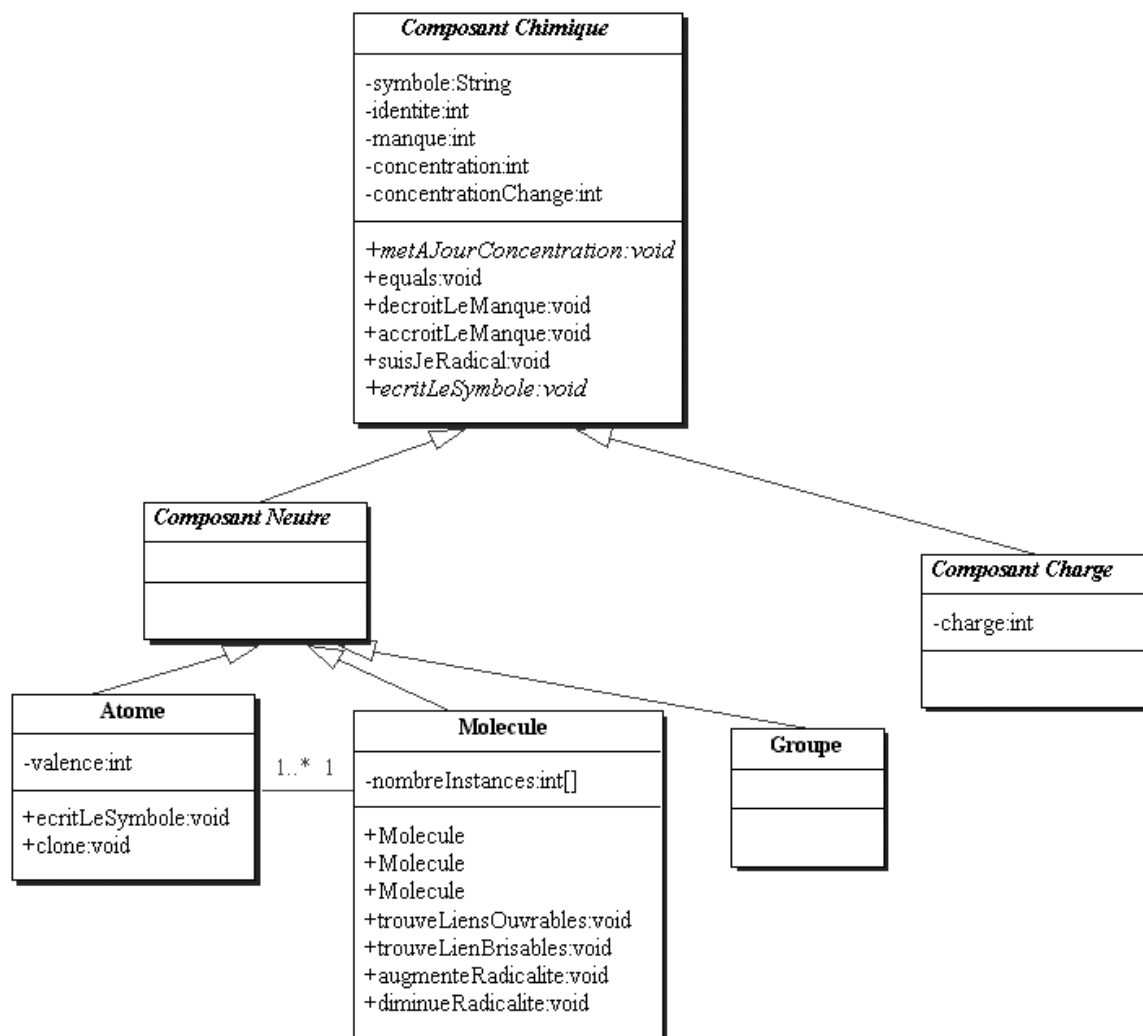 Composant Chimique
-symbole:String
-identite:int
-manque:int
-concentration:int
-concentrationChange:int
+metAJourConcentration:void
+equals:void
+decroitLeManque:void
+accroitLeManque:void
+suisJeRadical:void
+ecritLeSymbole:void
Composant Neutre
Composant Charge
-charge:int
Atome
-valence:int
+ecritLeSymbole:void
+clone:void
1..* 1
Molecule
-nombreInstances:int[]
+Molecule
+Molecule
+Molecule
+trouveLiensOuvrables:void
+trouveLienBrisables:void
+augmenteRadicalite:void
+diminueRadicalite:void
Groupe